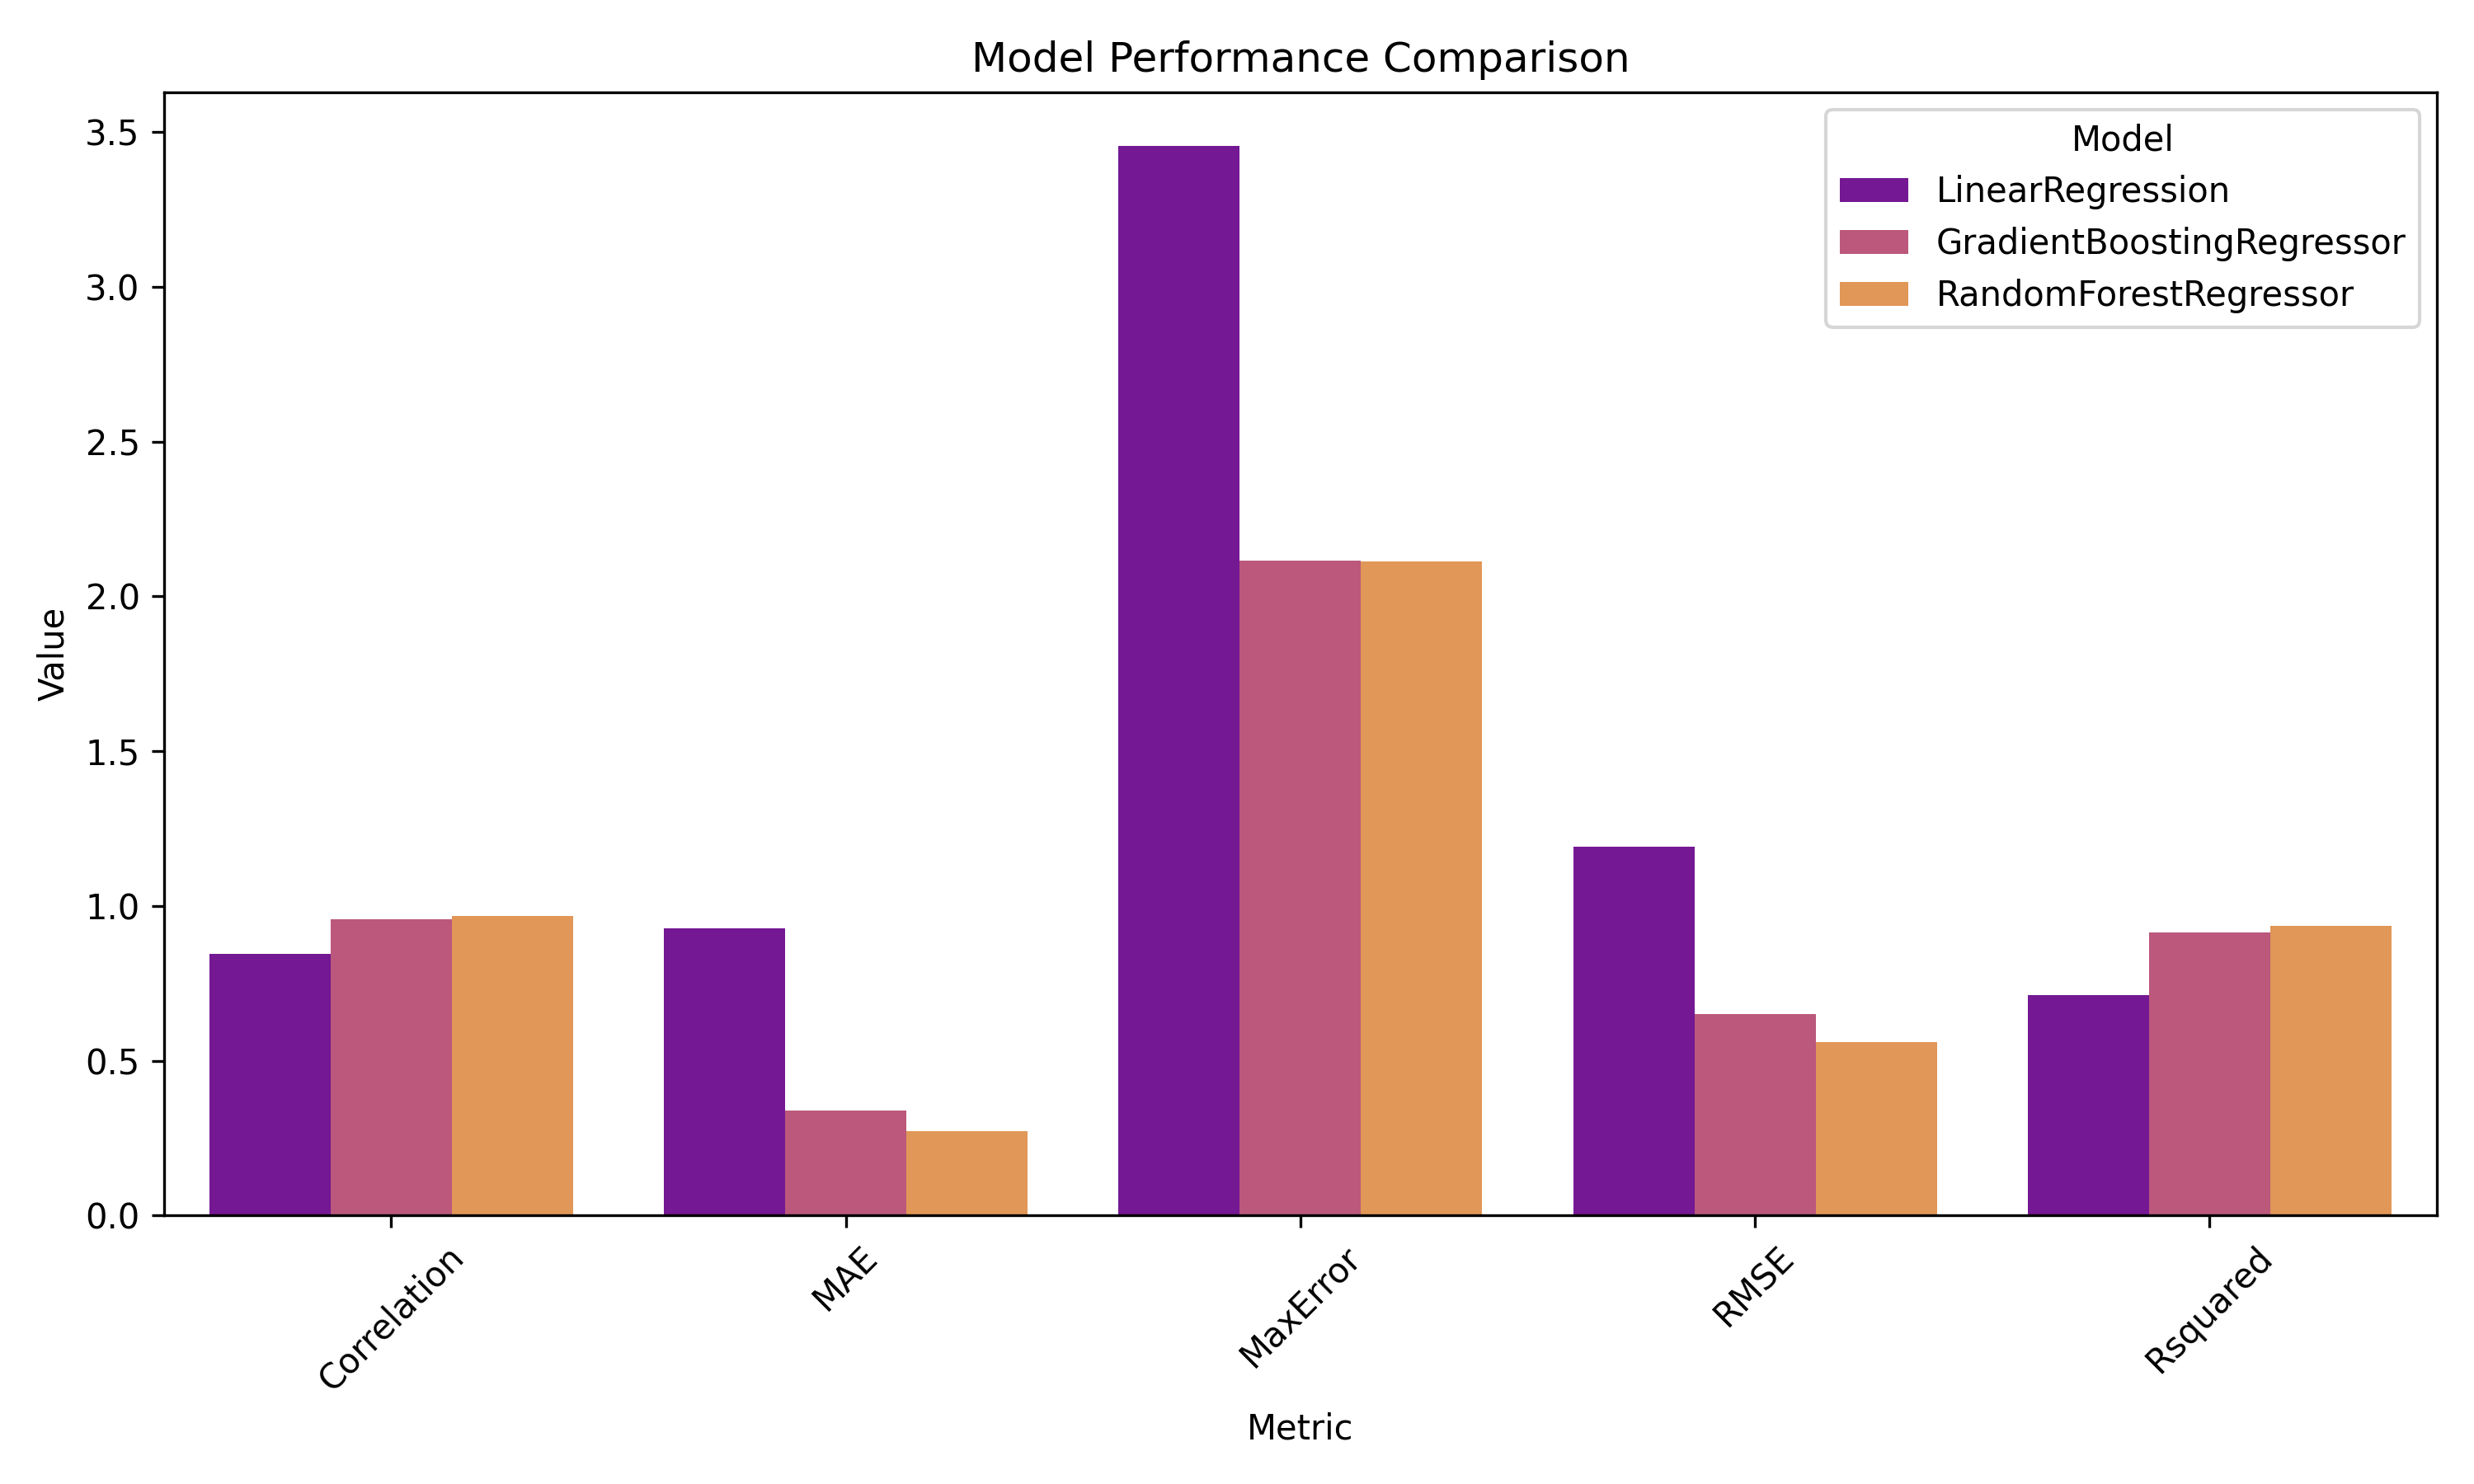 Model Performance Comparison
Model
LinearRegression
GradientBoostingRegressor
RandomForestRegressor
Value
3.5
3.0
2.5
2.0
1.5
1.0
0.5
0.0
Correlation
MAE
MaxError
RMSE
Rsquared
Metric